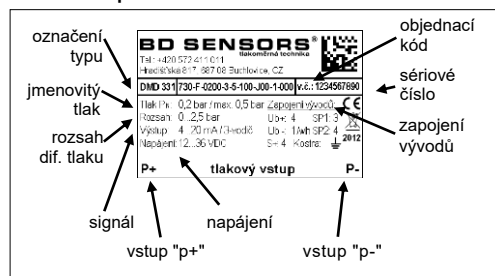 označení typu
jmenovitý tlak
rozsah dif. tlaku
signál
BD SENSORS®
tlakoměrná technika
Tel.: +420 572 411 011
Hradišťská 817, 687 08 Buchlovice, CZ
DMD 331 730-F-0200-3-5-100-J00-1-000 v.č.: 1234567890
Tlak PN: 0,2 bar / max. 0,5 bar Zapojení vývodů: CE
Rozsah: 0...2,5 bar Ub+: 4 SP1: 3
Výstup: 4...20 mA / 3-vodič Ub-: 1/wh SP2: 4
Napájení: 12...36 VDC S+: 4 Kostra:
2012
P+ tlakový vstup P-
objednací kód
sériové číslo
zapojení vývodů
napájení
vstup "p+"
vstup "p-"